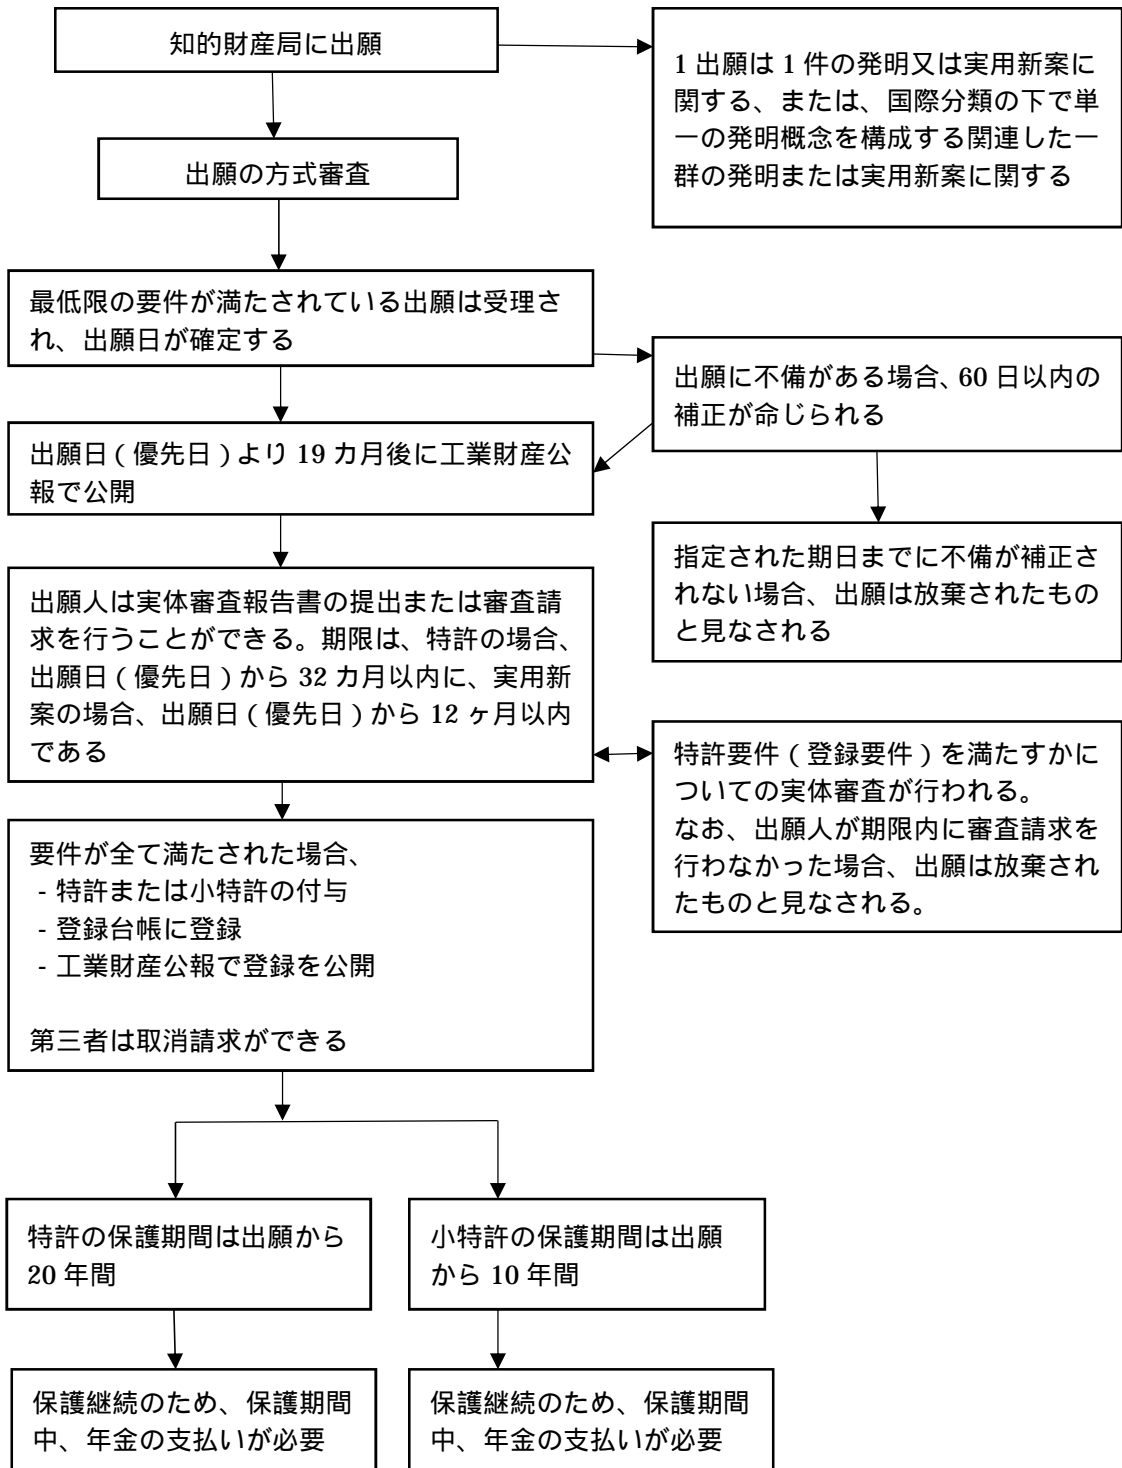 知的財産局に出願
1 出願は 1 件の発明又は実用新案に
関する、または、国際分類の下で単
一の発明概念を構成する関連した一
群の発明または実用新案に関する
出願の方式審査
最低限の要件が満たされている出願は受理さ
れ、出願日が確定する
出願に不備がある場合、60 日以内の
補正が命じられる
出願日（優先日）より 19 カ月後に工業財産公
報で公開
指定された期日までに不備が補正さ
れない場合、出願は放棄されたもの
と見なされる
出願人は実体審査報告書の提出または審査請
求を行うことができる。期限は、特許の場合、
出願日（優先日）から 32 カ月以内に、実用新
案の場合、出願日（優先日）から 12 ヶ月以内
である
特許要件（登録要件）を満たすかに
ついての実体審査が行われる。
なお、出願人が期限内に審査請求を
行わなかった場合、出願は放棄され
たものと見なされる。
要件が全て満たされた場合、
- 特許または小特許の付与
- 登録台帳に登録
- 工業財産公報で登録を公開
第三者は取消請求ができる
特許の保護期間は出願から
20 年間
小特許の保護期間は出願
から 10 年間
保護継続のため、保護期間
中、年金の支払いが必要
保護継続のため、保護期間
中、年金の支払いが必要